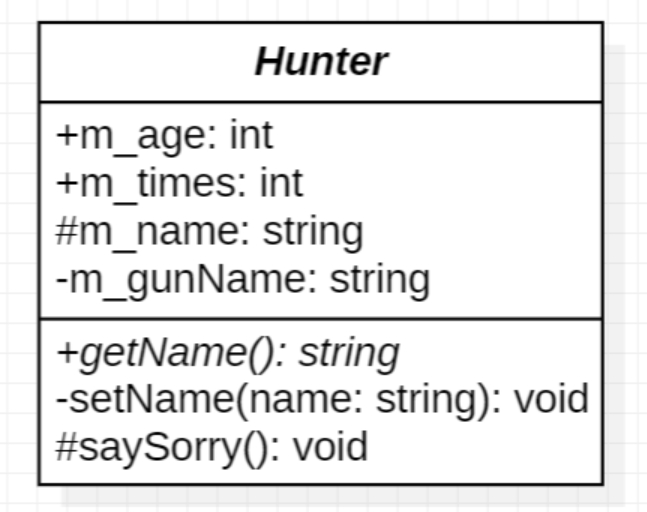 Hunter
+m_age: int
+m_times: int
#m_name: string
-m_gunName: string
+getName(): string
-setName(name: string): void
#saySorry(): void